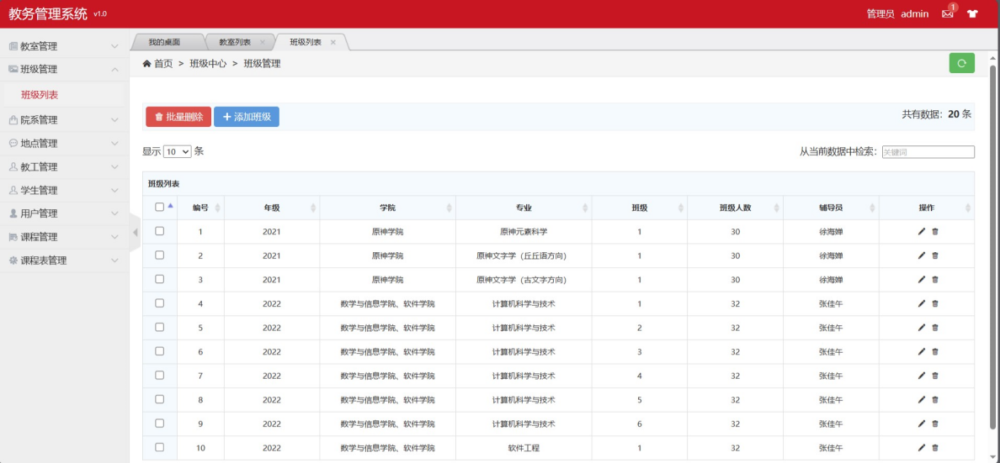 教务管理系统 v1.0
管理员 admin 1
教室管理
班级管理
班级列表
院系管理
地点管理
教工管理
学生管理
用户管理
课程管理
课程表管理
我的桌面 教室列表 × 班级列表 ×
首页 > 班级中心 > 班级管理
批量删除 + 添加班级 共有数据: 20 条
显示 10 条 从当前数据中检索: 关键词
班级列表
编号 年级 学院 专业 班级 班级人数 辅导员 操作
1 2021 原神学院 原神元素科学 1 30 徐海婵
2 2021 原神学院 原神文字学（丘丘语方向） 1 30 徐海婵
3 2021 原神学院 原神文字学（古文字方向） 1 30 徐海婵
4 2022 数学与信息学院、软件学院 计算机科学与技术 1 32 张佳午
5 2022 数学与信息学院、软件学院 计算机科学与技术 2 32 张佳午
6 2022 数学与信息学院、软件学院 计算机科学与技术 3 32 张佳午
7 2022 数学与信息学院、软件学院 计算机科学与技术 4 32 张佳午
8 2022 数学与信息学院、软件学院 计算机科学与技术 5 32 张佳午
9 2022 数学与信息学院、软件学院 计算机科学与技术 6 32 张佳午
10 2022 数学与信息学院、软件学院 软件工程 1 32 张佳午